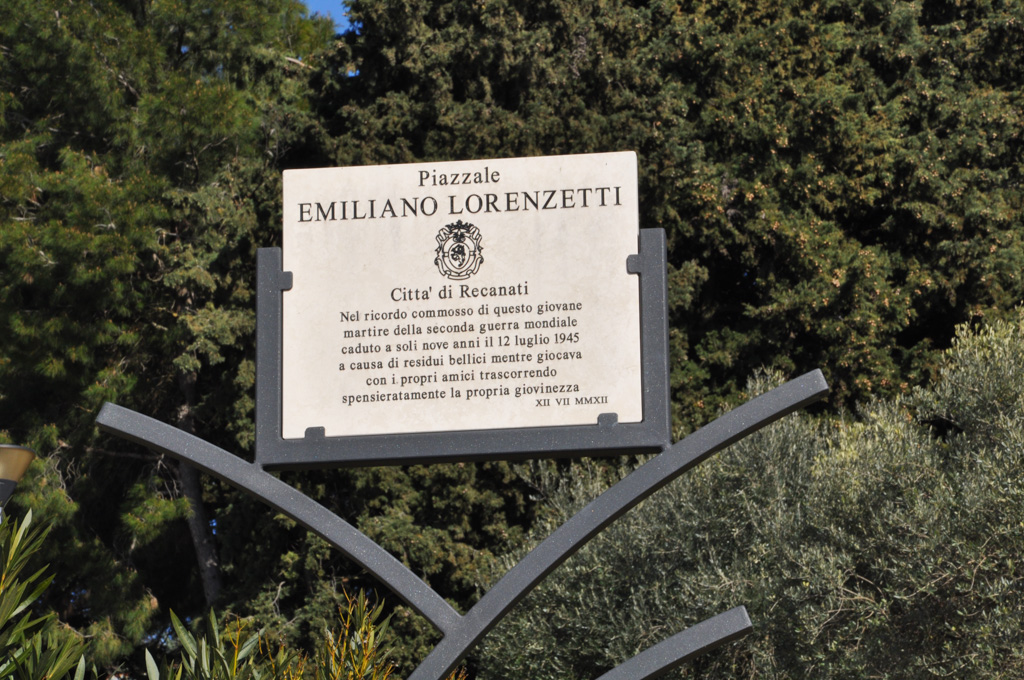 Piazzale
EMILIANO LORENZETTI
Citta' di Recanati
Nel ricordo commosso di questo giovane
martire della seconda guerra mondiale
caduto a soli nove anni il 12 luglio 1945
a causa di residui bellici mentre giocava
con i propri amici trascorrendo
spensieratamente la propria giovinezza
XII VII MMXII